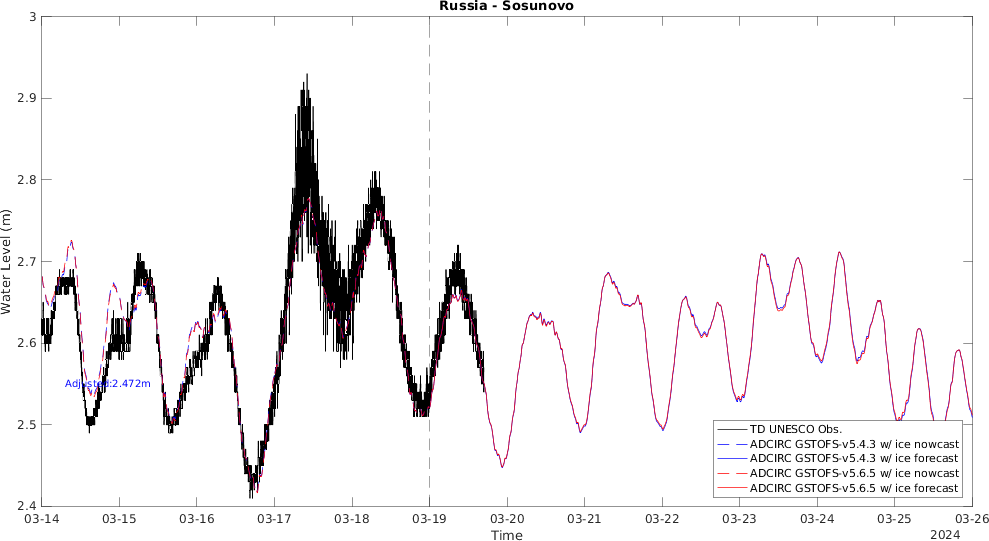 Russia - Sosunovo
3
2.9
2.8
2.7
2.6
2.5
2.4
Water Level (m)
Adjusted:2.472m
TD UNESCO Obs.
ADCIRC GSTOFS-v5.4.3 w/ ice nowcast
ADCIRC GSTOFS-v5.4.3 w/ ice forecast
ADCIRC GSTOFS-v5.6.5 w/ ice nowcast
ADCIRC GSTOFS-v5.6.5 w/ ice forecast
03-14 03-15 03-16 03-17 03-18 03-19 03-20 03-21 03-22 03-23 03-24 03-25 03-26
Time
2024